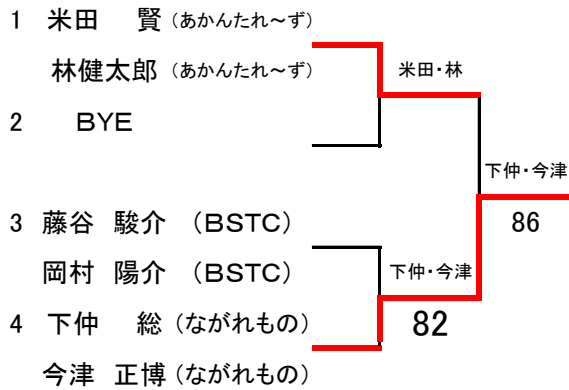 1 米田 賢 (あかんたれ～ず)
林健太郎 (あかんたれ～ず)
米田・林
2 BYE
下仲・今津
3 藤谷 駿介 (BSTC)
86
岡村 陽介 (BSTC)
下仲・今津
4 下仲 総 (ながれもの)
82
今津 正博 (ながれもの)